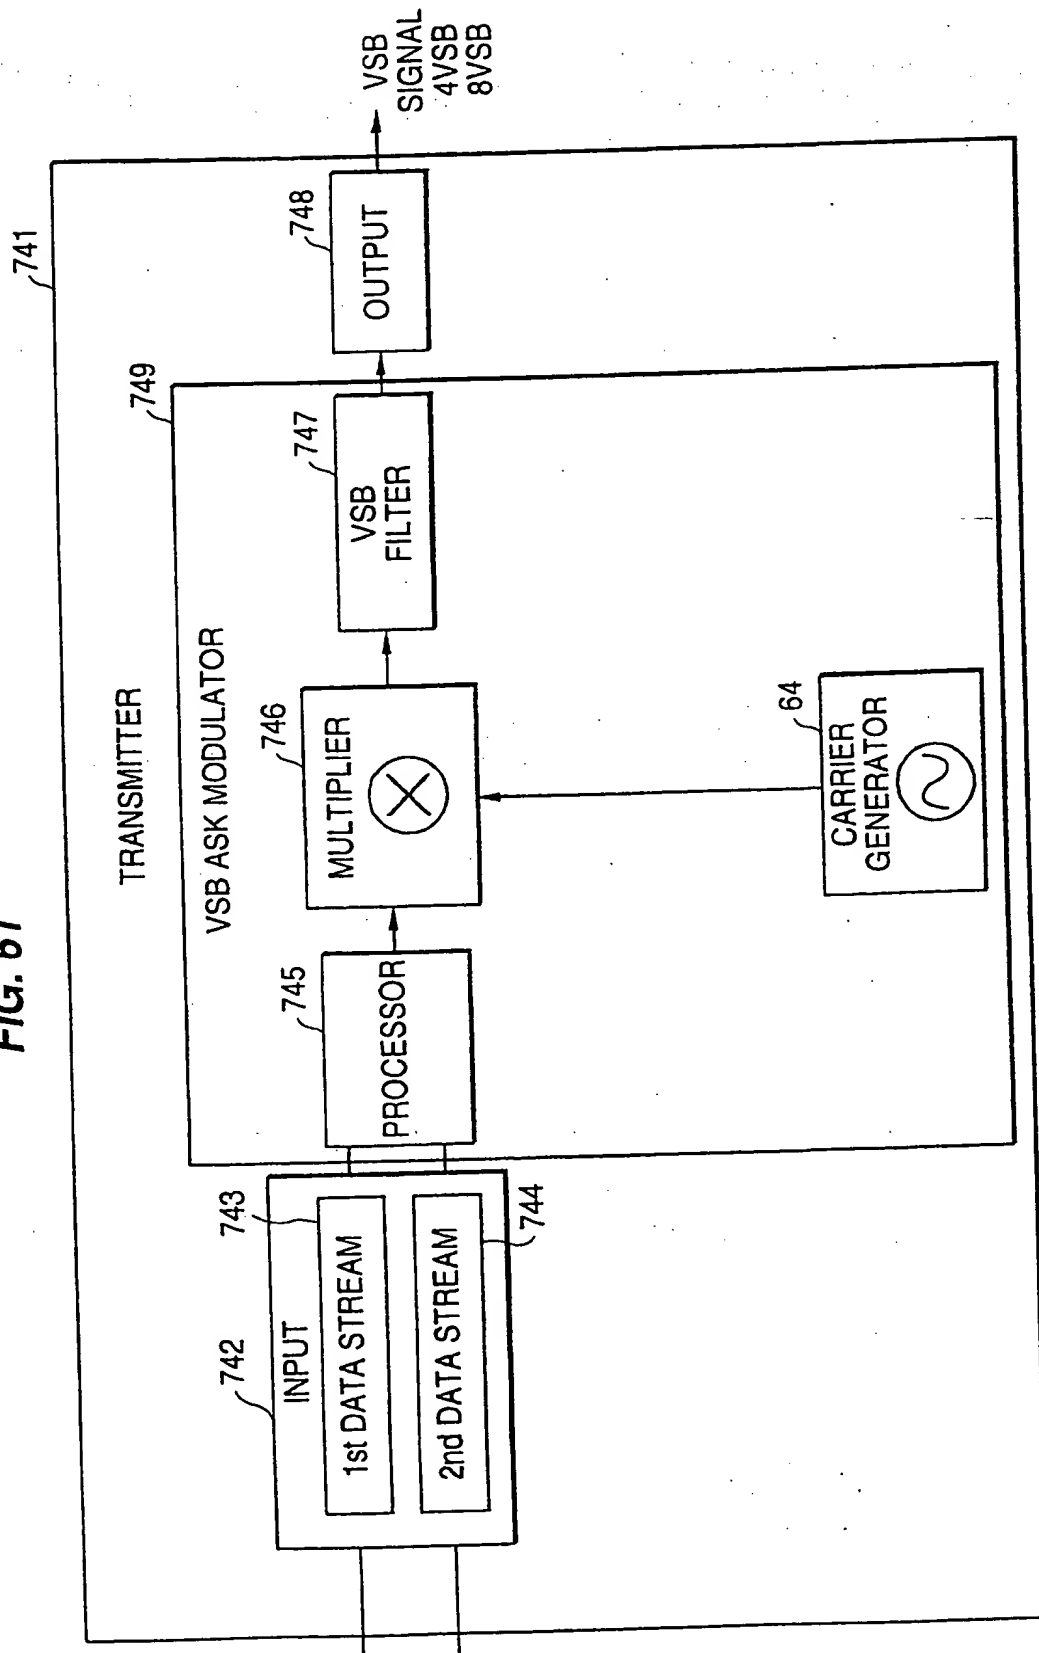 FIG. 61
741
TRANSMITTER
749
VSB ASK MODULATOR
742
INPUT
743
1st DATA STREAM
2nd DATA STREAM
744
745
PROCESSOR
746
MULTIPLIER
747
VSB
FILTER
748
OUTPUT
VSB
SIGNAL
4VSB
8VSB
64
CARRIER
GENERATOR